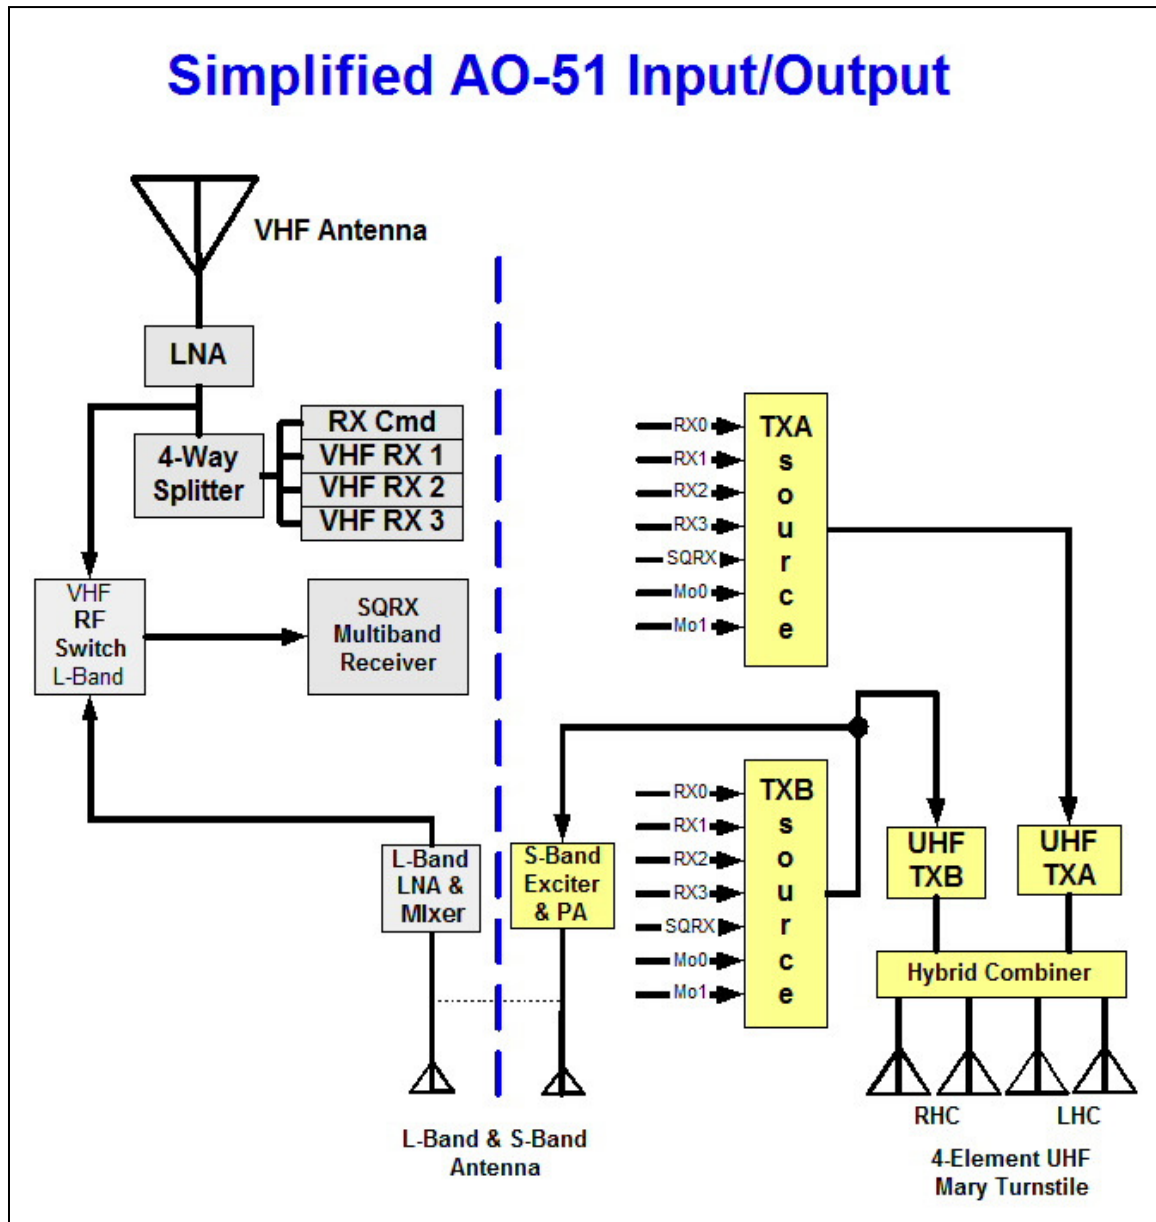 Simplified AO-51 Input/Output
VHF Antenna
LNA
4-Way
Splitter
RX Cmd
VHF RX 1
VHF RX 2
VHF RX 3
VHF
RF
Switch
L-Band
SQRX
Multiband
Receiver
L-Band
LNA &
MIxer
S-Band
Exciter
& PA
L-Band & S-Band
Antenna
RX0
RX1
RX2
RX3
SQRX
Mo0
Mo1
TXA
s
o
u
r
c
e
RX0
RX1
RX2
RX3
SQRX
Mo0
Mo1
TXB
s
o
u
r
c
e
UHF
TXB
UHF
TXA
Hybrid Combiner
RHC
LHC
4-Element UHF
Mary Turnstile